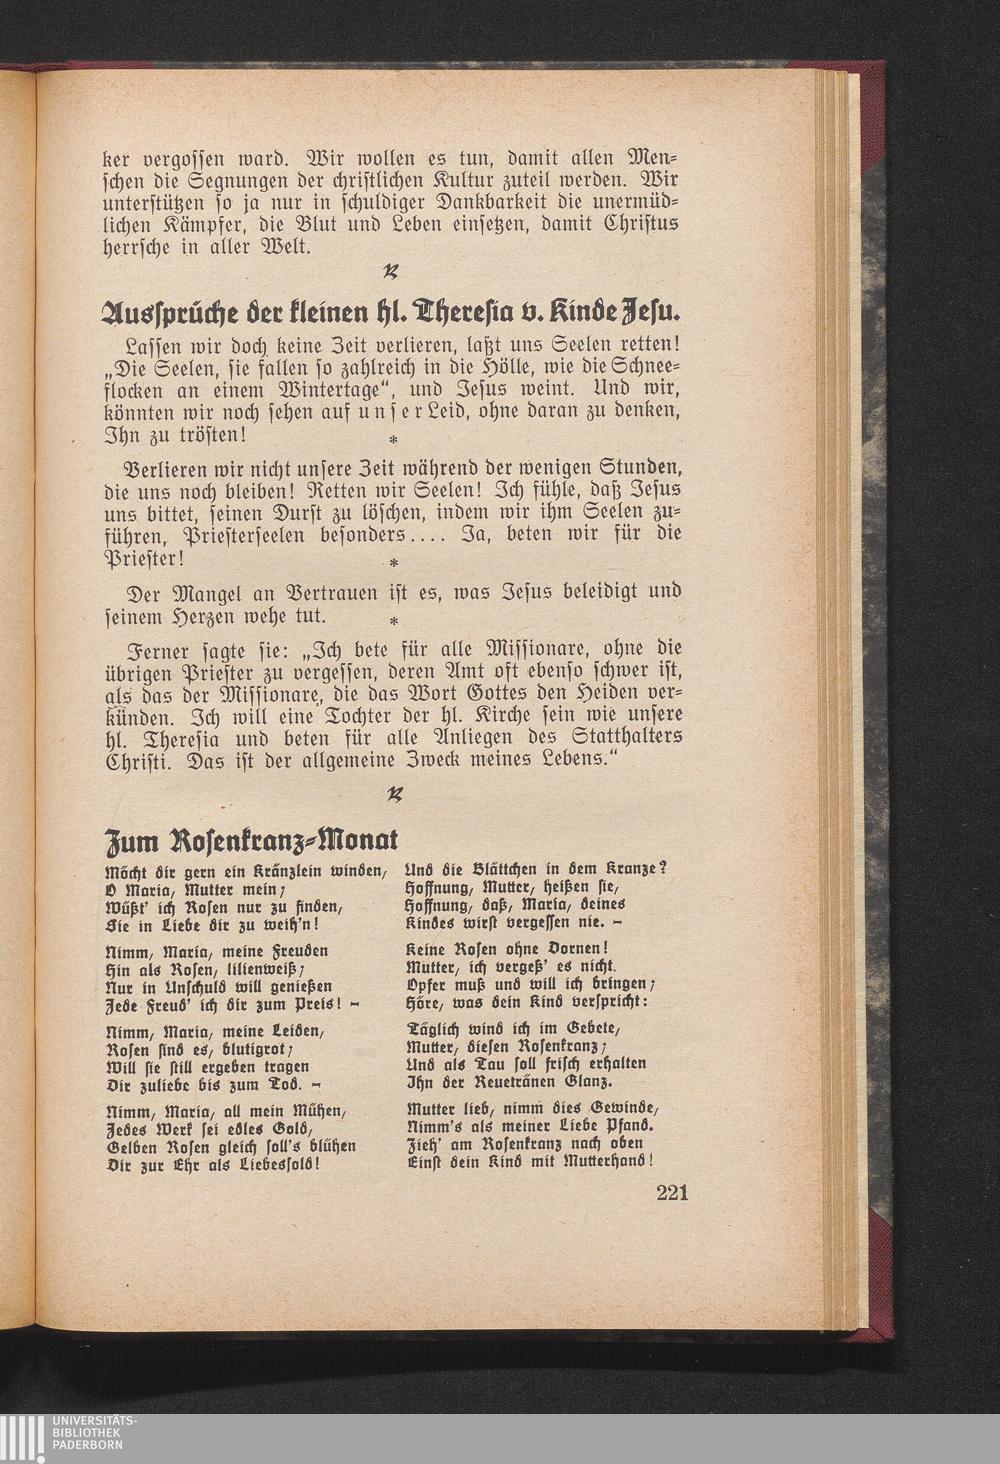 ker vergossen ward. Wir wollen es tun, damit allen Men-
schen die Segnungen der christlichen Kultur zuteil werden. Wir
unterstützen so ja nur in schuldiger Dankbarkeit die unermüd-
lichen Kämpfer, die Blut und Leben einsetzen, damit Christus
herrsche in aller Welt.
Aussprüche der kleinen hl. Theresia v. Kinde Jesu.
Lassen wir doch keine Zeit verlieren, laßt uns Seelen retten!
„Die Seelen, sie fallen so zahlreich in die Hölle, wie die Schnee-
flocken an einem Wintertage“, und Jesus weint. Und wir,
könnten wir noch sehen auf unser Leid, ohne daran zu denken,
Ihn zu trösten!
*
Verlieren wir nicht unsere Zeit während der wenigen Stunden,
die uns noch bleiben! Retten wir Seelen! Ich fühle, daß Jesus
uns bittet, seinen Durst zu löschen, indem wir ihm Seelen zu-
führen, Priesterseelen besonders.... Ja, beten wir für die
Priester!
*
Der Mangel an Vertrauen ist es, was Jesus beleidigt und
seinem Herzen wehe tut.
*
Ferner sagte sie: „Ich bete für alle Missionare, ohne die
übrigen Priester zu vergessen, deren Amt oft ebenso schwer ist,
als das der Missionare, die das Wort Gottes den Heiden ver-
künden. Ich will eine Tochter der hl. Kirche sein wie unsere
hl. Theresia und beten für alle Anliegen des Statthalters
Christi. Das ist der allgemeine Zweck meines Lebens.“
Zum Rosenkranz-Monat
Möcht dir gern ein Kränzlein winden,
O Maria, Mutter mein;
Wüßt' ich Rosen nur zu finden,
Sie in Liebe dir zu weih'n!
Nimm, Maria, meine Freuden
Hin als Rosen, lilienweiß;
Nur in Unschuld will genießen
Jede Freud' ich dir zum Preis! –
Nimm, Maria, meine Leiden,
Rosen sind es, blutigrot;
Will sie still ergeben tragen
Dir zuliebe bis zum Tod. –
Nimm, Maria, all mein Mühen,
Jedes Werk sei edles Gold,
Gelben Rosen gleich soll's blühen
Dir zur Ehr als Liebessold!
Und die Blättchen in dem Kranze?
Hoffnung, Mutter, heißen sie,
Hoffnung, daß, Maria, deines
Kindes wirst vergessen nie. –
Keine Rosen ohne Dornen!
Mutter, ich vergeß' es nicht.
Opfer muß und will ich bringen;
Höre, was dein Kind verspricht:
Täglich wind ich im Gebete,
Mutter, diesen Rosenkranz;
Und als Tau soll frisch erhalten
Ihn der Reuetränen Glanz.
Mutter lieb, nimm dies Gewinde,
Nimm's als meiner Liebe Pfand.
Zieh' am Rosenkranz nach oben
Einst dein Kind mit Mutterhand!
221
UNIVERSITÄTS-
BIBLIOTHEK
PADERBORN